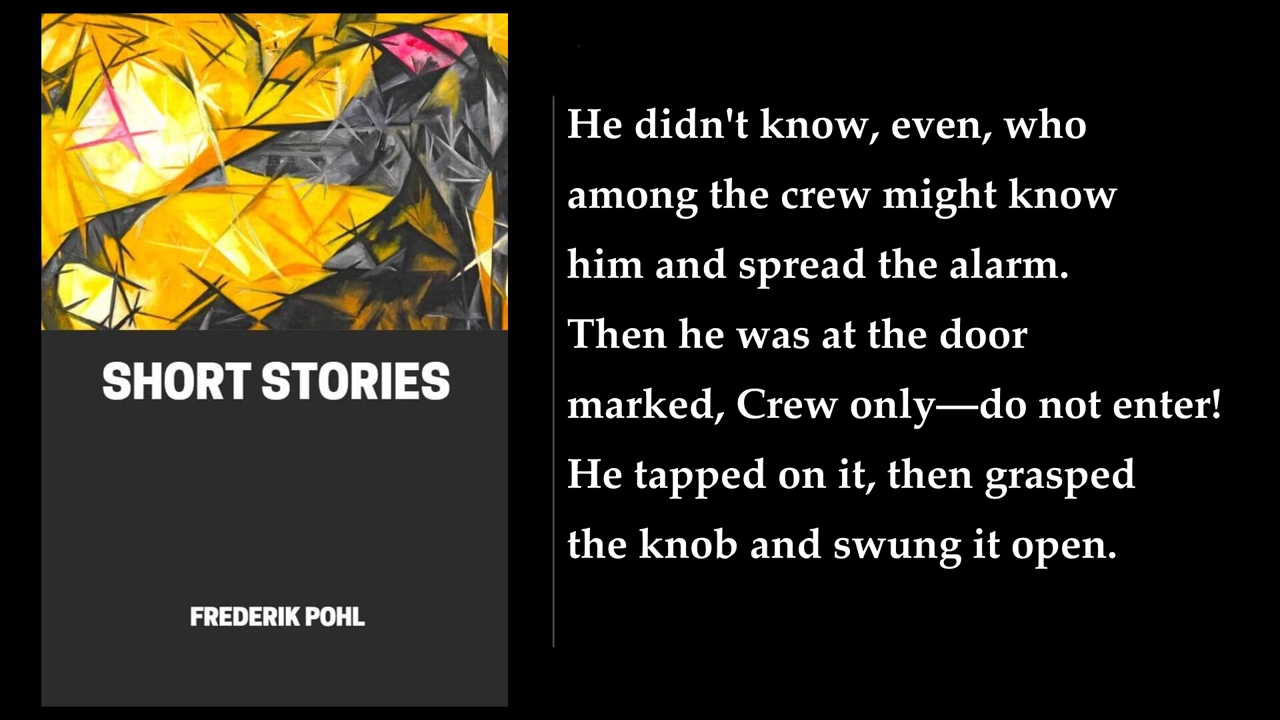 SHORT STORIES
FREDERIK POHL
He didn't know, even, who
among the crew might know
him and spread the alarm.
Then he was at the door
marked, Crew only—do not enter!
He tapped on it, then grasped
the knob and swung it open.